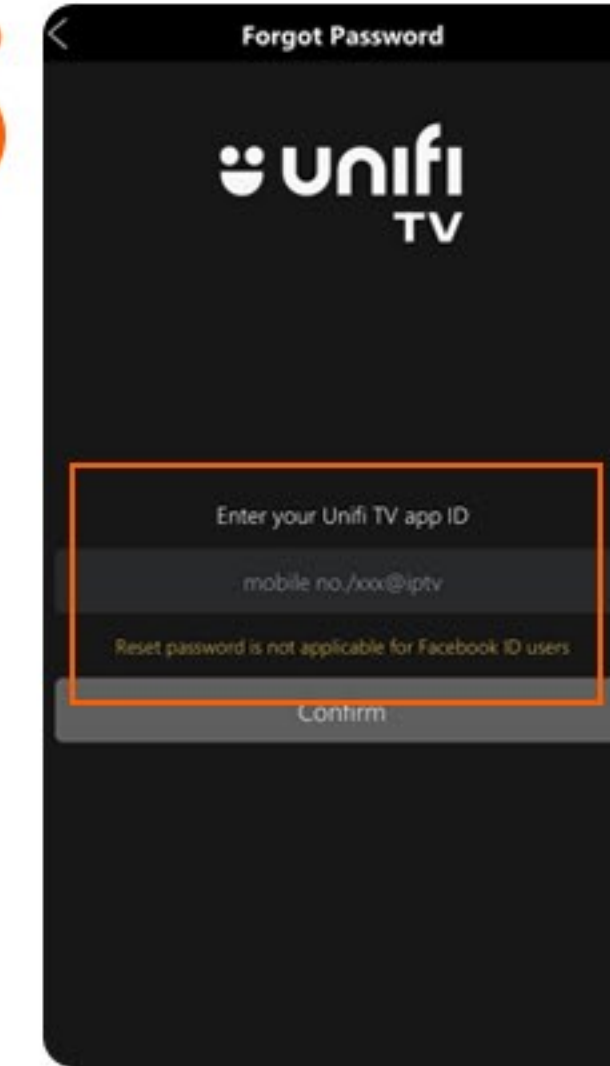 Forgot Password
unifi
TV
Enter your Unifi TV app ID
mobile no./xxx@iptv
Reset password is not applicable for Facebook ID users
Confirm